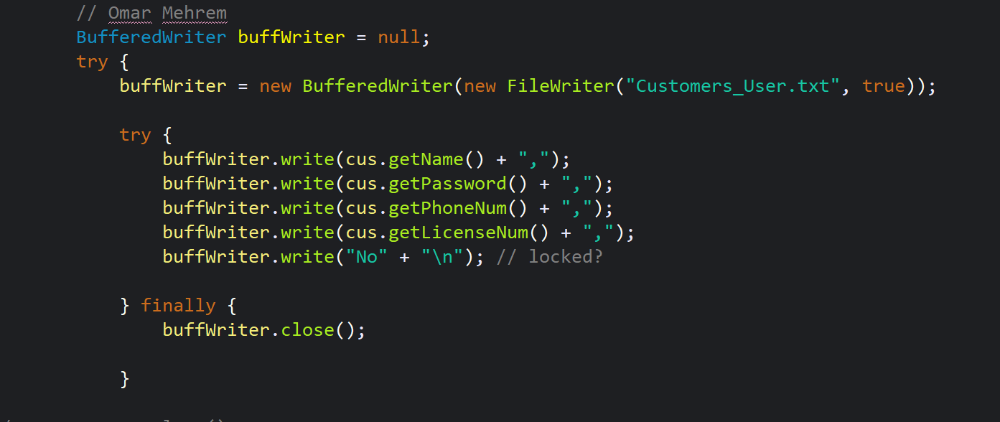 // Omar Mehrem
BufferedWriter buffWriter = null;
try {
buffWriter = new BufferedWriter(new FileWriter("Customers_User.txt", true));
try {
buffWriter.write(cus.getName() + ",");
buffWriter.write(cus.getPassword() + ",");
buffWriter.write(cus.getPhoneNum() + ",");
buffWriter.write(cus.getLicenseNum() + ",");
buffWriter.write("No" + "\n"); // locked?
} finally {
buffWriter.close();
}